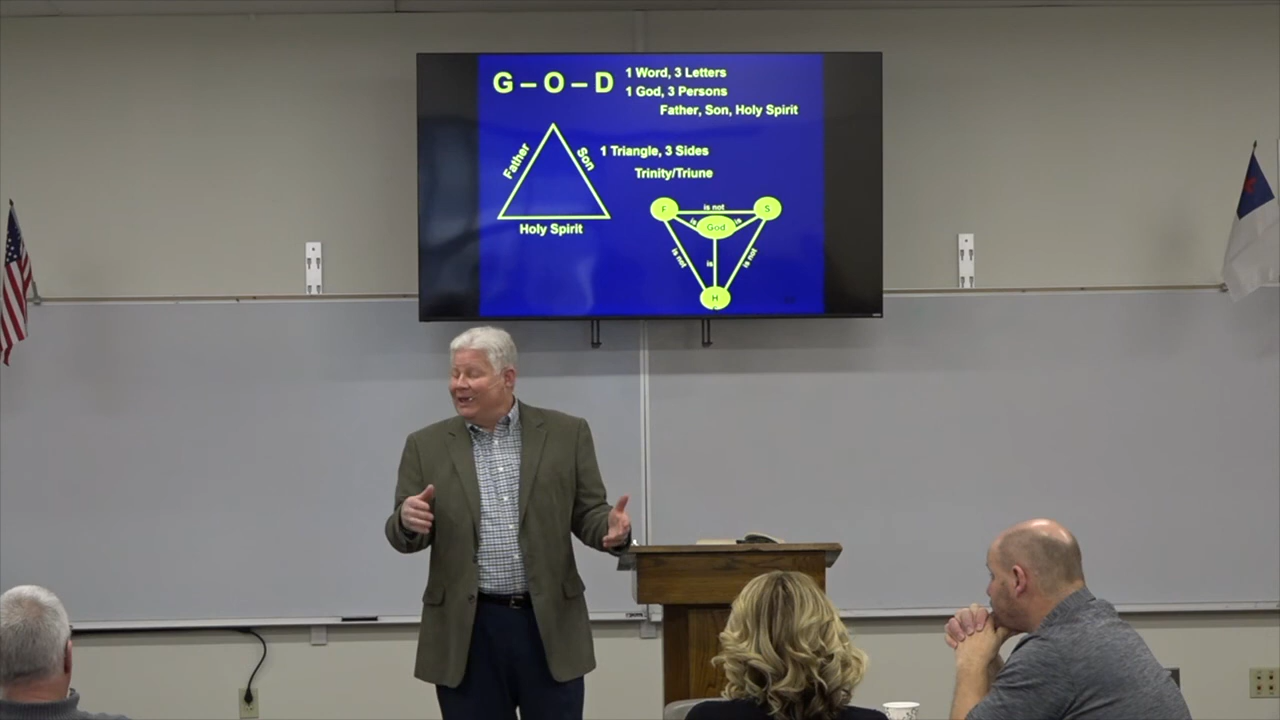 G – O – D
1 Word, 3 Letters
1 God, 3 Persons
Father, Son, Holy Spirit
Father
Son
1 Triangle, 3 Sides
Trinity/Triune
Holy Spirit
F
is not
S
is
God
is
is not
is
is not
H